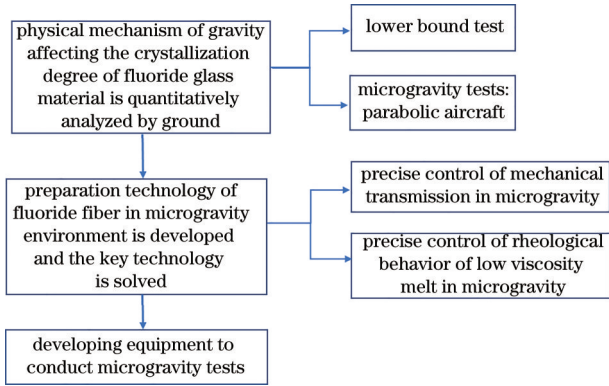 physical mechanism of gravity
affecting the crystallization
degree of fluoride glass
material is quantitatively
analyzed by ground
lower bound test
microgravity tests:
parabolic aircraft
preparation technology of
fluoride fiber in microgravity
environment is developed
and the key technology
is solved
precise control of mechanical
transmission in microgravity
precise control of rheological
behavior of low viscosity
melt in microgravity
developing equipment to
conduct microgravity tests